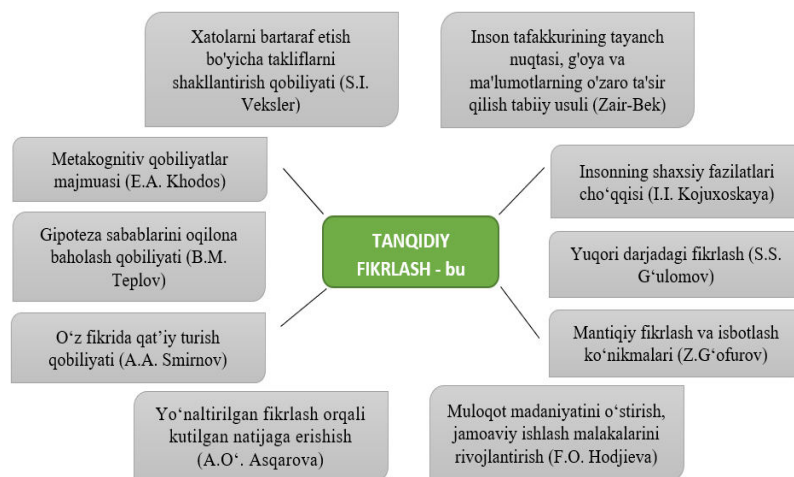 Xatolarni bartaraf etish
bo'yicha takliflarni
shakllantirish qobiliyati (S.I.
Veksler)
Inson tafakkurining tayanch
nuqtasi, g'oya va
ma'lumotlarning o'zaro ta'sir
qilish tabiiy usuli (Zair-Bek)
Metakognitiv qobiliyatlar
majmuasi (E.A. Khodos)
Insonning shaxsiy fazilatlari
cho‘qqisi (I.I. Kojuxoskaya)
TANQIDIY
FIKRLASH - bu
Gipoteza sabablarini oqilona
baholash qobiliyati (B.M.
Teplov)
Yuqori darjadagi fikrlash (S.S.
G‘ulomov)
O‘z fikrida qat’iy turish
qobiliyati (A.A. Smirnov)
Mantiqiy fikrlash va isbotlash
ko‘nikmalari (Z.G‘ofurov)
Yo‘naltirilgan fikrlash orqali
kutilgan natijaga erishish
(A.O‘. Asqarova)
Muloqot madaniyatini o‘stirish,
jamoaviy ishlash malakalarini
rivojlantirish (F.O. Hodjieva)